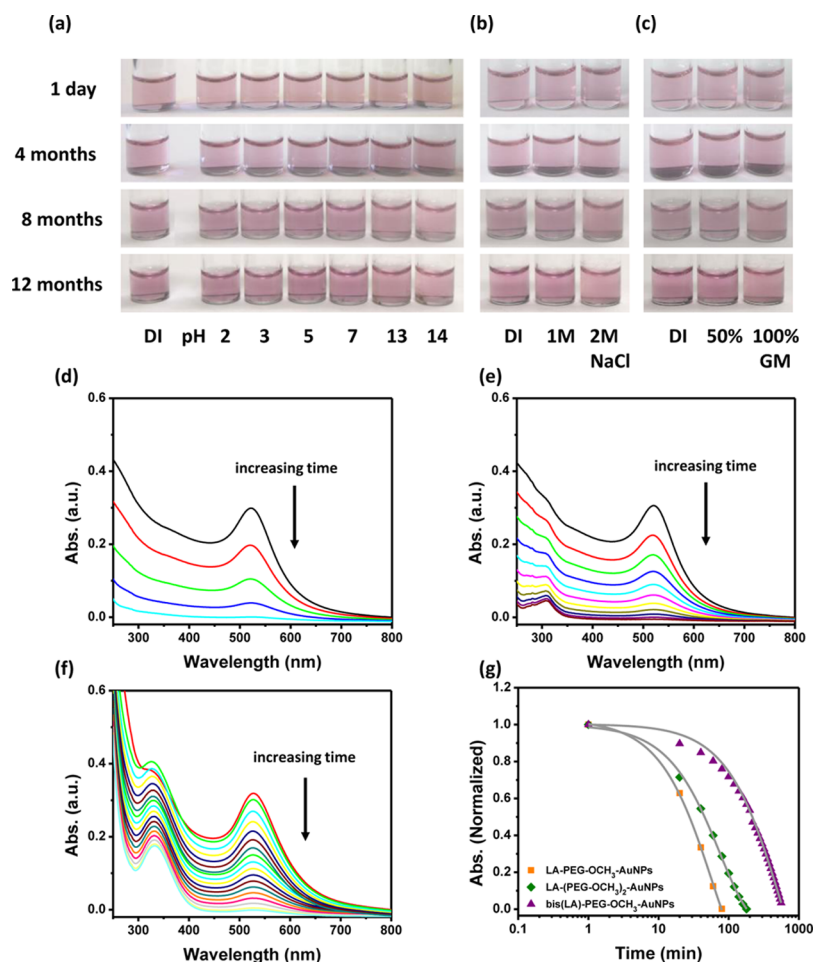 (a)
(b)
(c)
1 day
4 months
8 months
12 months
DI pH 2 3 5 7 13 14
DI 1M 2M
NaCl
DI 50% 100%
GM
(d)
0.6
0.4
0.2
0.0
Abs. (a.u.)
increasing time
300 400 500 600 700 800
Wavelength (nm)
(e)
0.6
0.4
0.2
0.0
Abs. (a.u.)
increasing time
300 400 500 600 700 800
Wavelength (nm)
(f)
0.6
0.4
0.2
0.0
Abs. (a.u.)
increasing time
300 400 500 600 700 800
Wavelength (nm)
(g)
1.2
1.0
0.8
0.6
0.4
0.2
0.0
Abs. (Normalized)
LA-PEG-OCH₃-AuNPs
LA-(PEG-OCH₃)₂-AuNPs
bis(LA)-PEG-OCH₃-AuNPs
0.1 1 10 100 1000
Time (min)